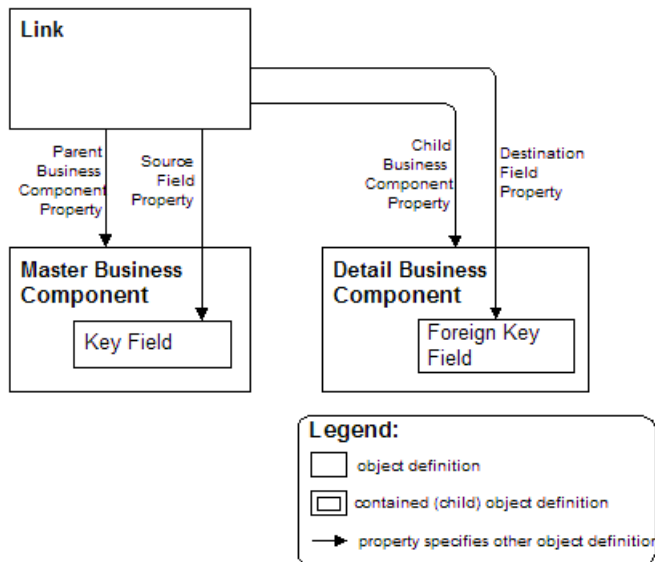 Link
Parent
Business
Component
Property
Source
Field
Property
Child
Business
Component
Property
Destination
Field
Property
Master Business
Component
Key Field
Detail Business
Component
Foreign Key
Field
Legend:
object definition
contained (child) object definition
property specifies other object definition